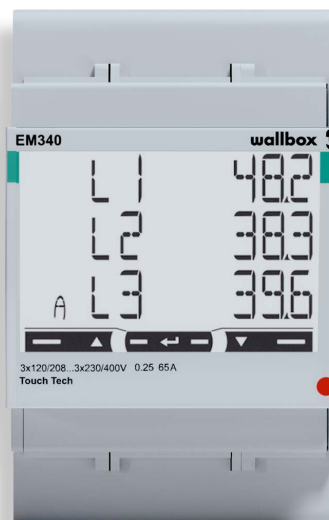 EM340 wallbox
L1 48.2
L2 38.3
A L3 39.6
3x120/208...3x230/400V 0.25 65A
Touch Tech